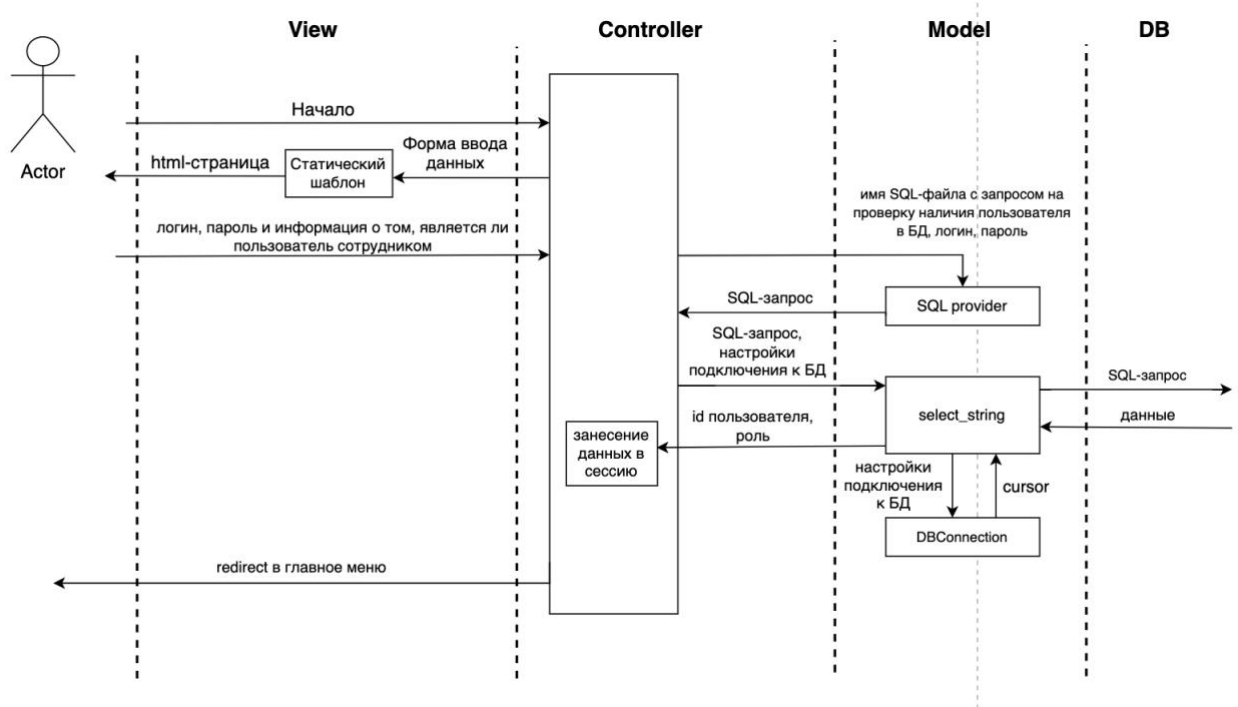 View
Controller
Model
DB
Actor
Начало
Форма ввода
данных
html-страница
Статический
шаблон
логин, пароль и информация о том, является ли
пользователь сотрудником
имя SQL-файла с запросом на
проверку наличия пользователя
в БД, логин, пароль
SQL provider
SQL-запрос
SQL-запрос,
настройки
подключения к БД
select_string
SQL-запрос
данные
id пользователя,
роль
занесение
данных в
сессию
настройки
подключения
к БД
cursor
DBConnection
redirect в главное меню